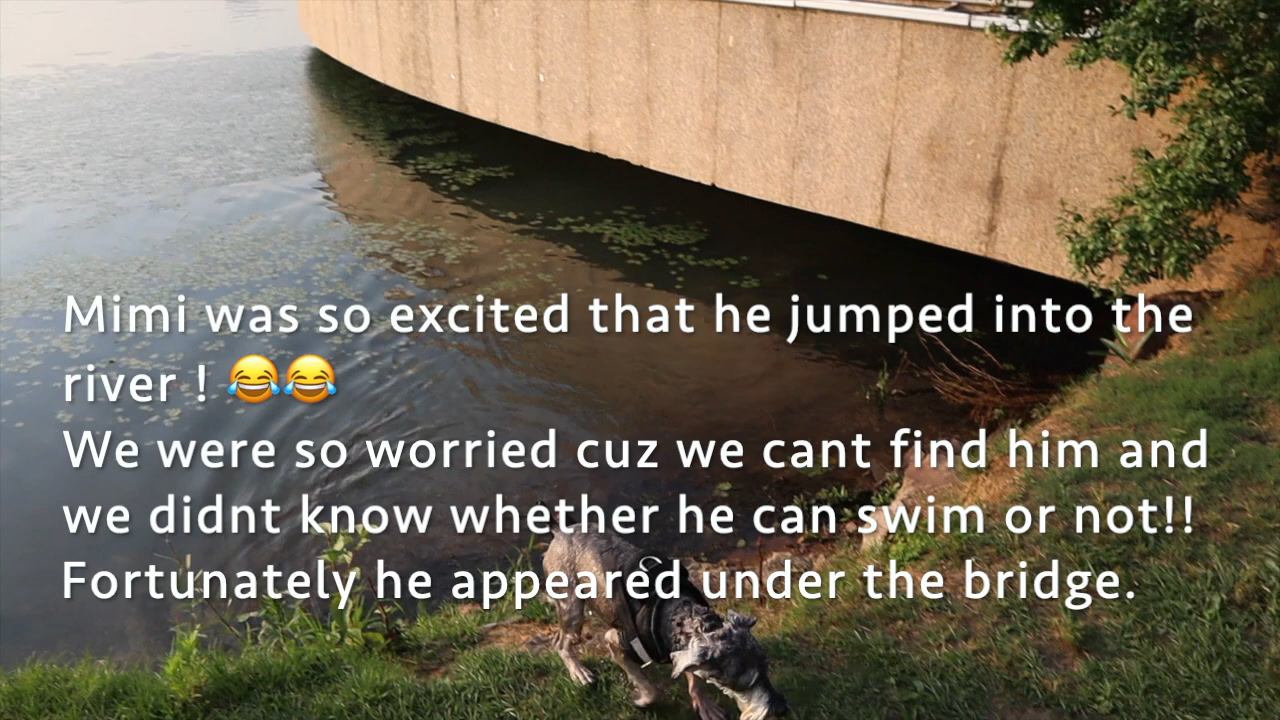 Mimi was so excited that he jumped into the
river ! 😂😂
We were so worried cuz we cant find him and
we didnt know whether he can swim or not!!
Fortunately he appeared under the bridge.